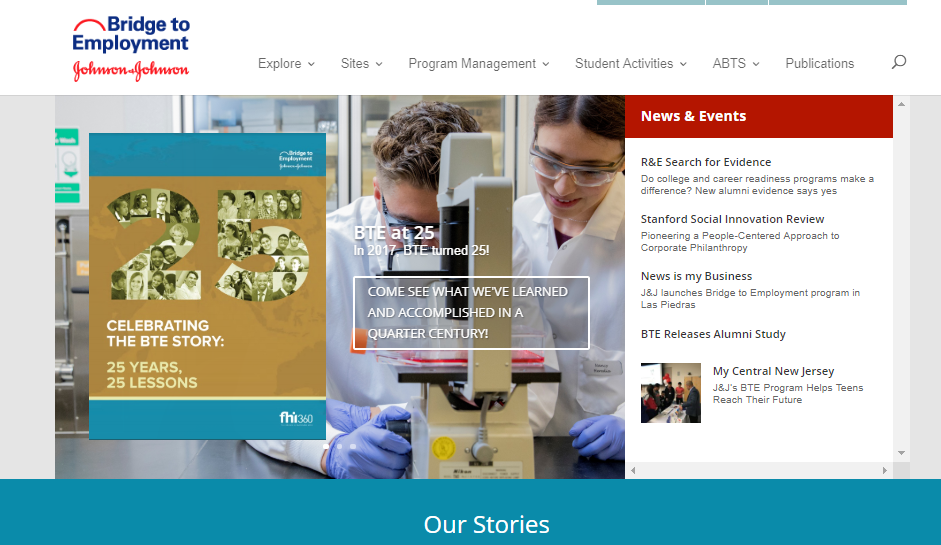 Bridge to
Employment
Johnson & Johnson
Explore
Sites
Program Management
Student Activities
ABTS
Publications
Bridge to
Employment
Johnson & Johnson
25
CELEBRATING
THE BTE STORY:
25 YEARS,
25 LESSONS
fhi360
BTE at 25
In 2017, BTE turned 25!
COME SEE WHAT WE'VE LEARNED
AND ACCOMPLISHED IN A
QUARTER CENTURY!
Nikon
News & Events
R&E Search for Evidence
Do college and career readiness programs make a
difference? New alumni evidence says yes
Stanford Social Innovation Review
Pioneering a People-Centered Approach to
Corporate Philanthropy
News is my Business
J&J launches Bridge to Employment program in
Las Piedras
BTE Releases Alumni Study
My Central New Jersey
J&J's BTE Program Helps Teens
Reach Their Future
Our Stories